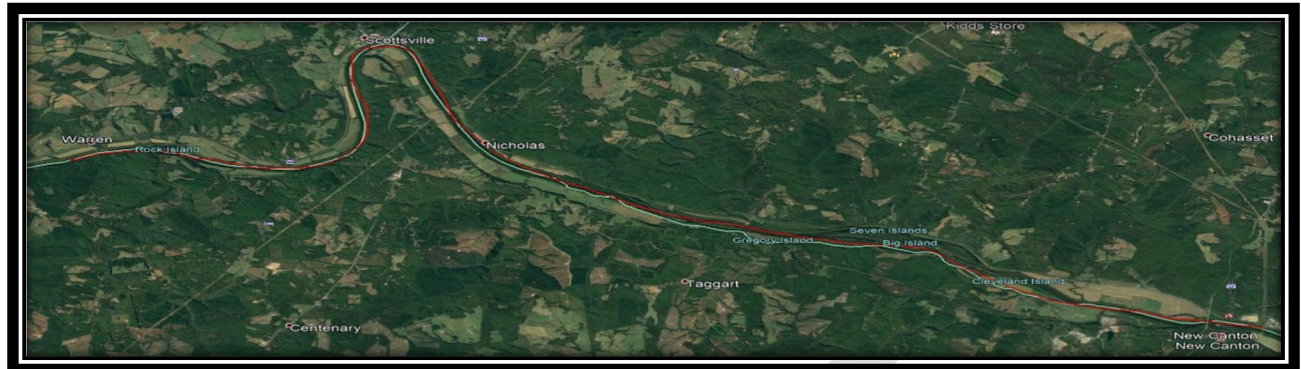 Kidds Store
Scottsville
Warren
Rock Island
Nicholas
Cohasset
Seven Islands
Gregory Island
Big Island
Cleveland Island
Taggart
Centenary
New Canton
New Canton